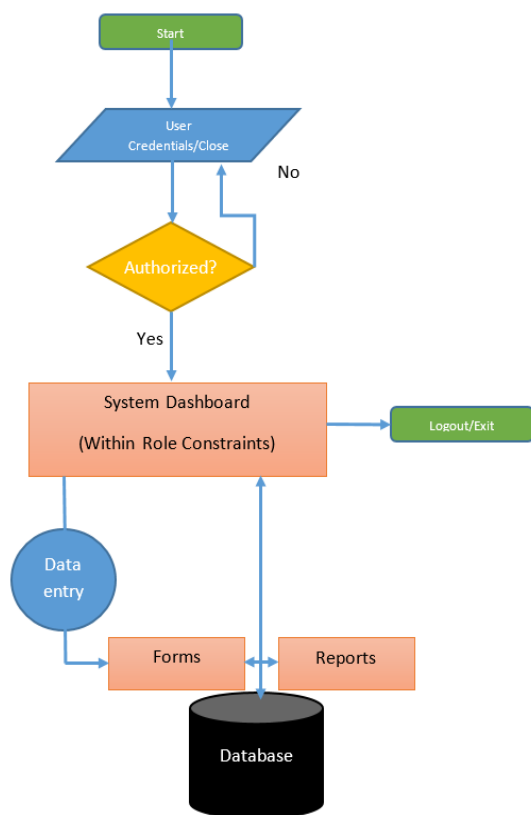 Start
User
Credentials/Close
No
Authorized?
Yes
System Dashboard
(Within Role Constraints)
Logout/Exit
Data
entry
Forms
Reports
Database